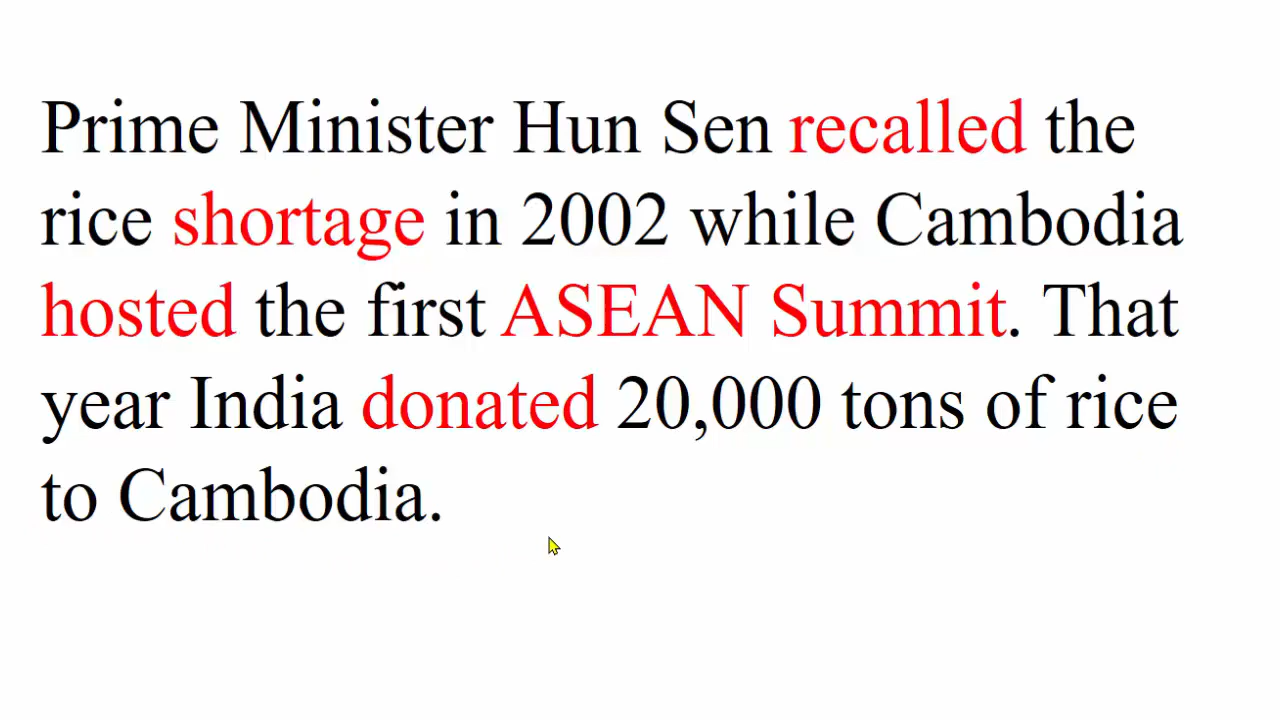 Prime Minister Hun Sen recalled the
rice shortage in 2002 while Cambodia
hosted the first ASEAN Summit. That
year India donated 20,000 tons of rice
to Cambodia.